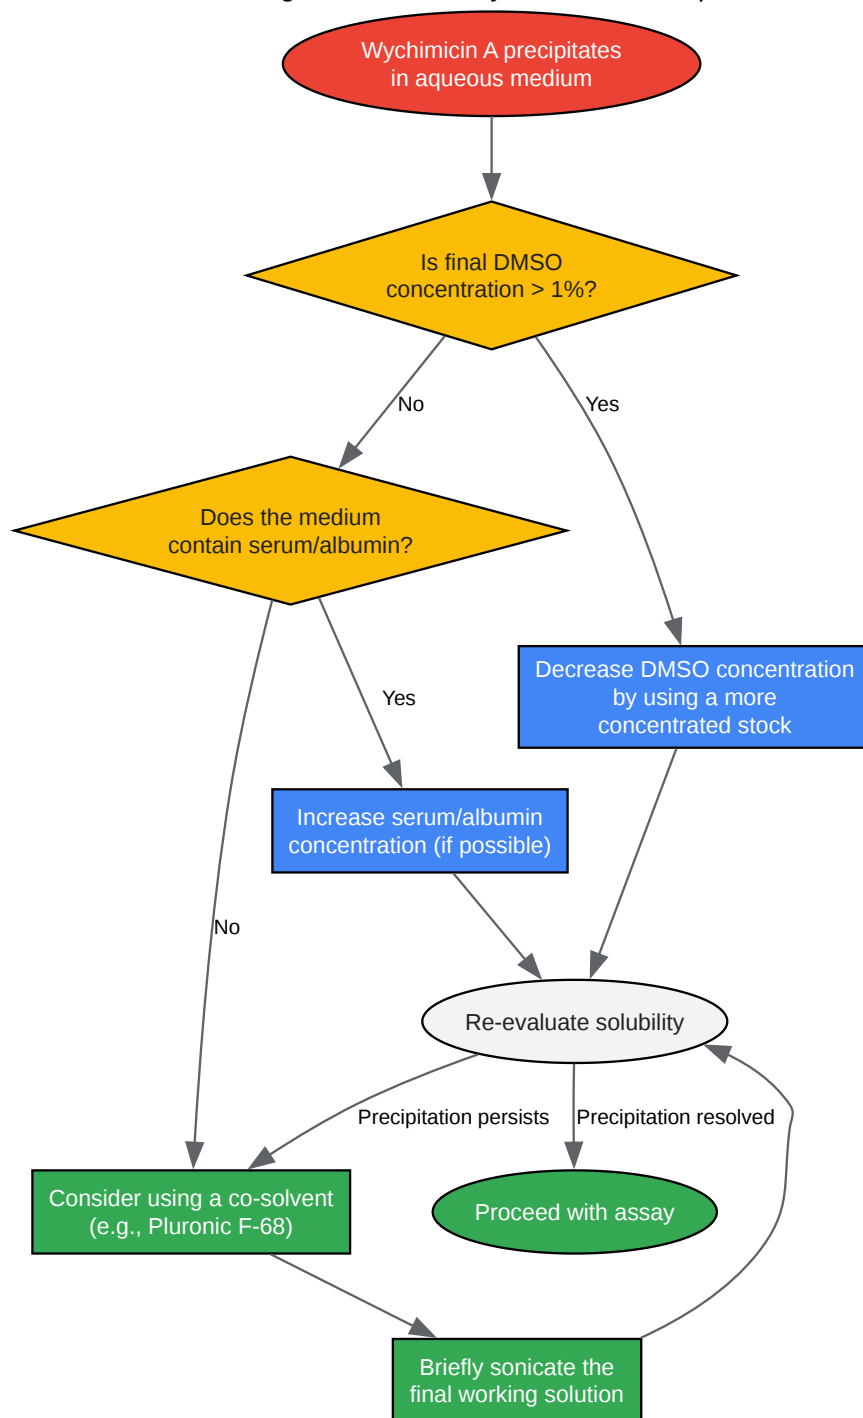 Wychimicin A precipitates
in aqueous medium
Is final DMSO
concentration > 1%?
No
Yes
Does the medium
contain serum/albumin?
Decrease DMSO concentration
by using a more
concentrated stock
Yes
Increase serum/albumin
concentration (if possible)
No
Re-evaluate solubility
Precipitation persists
Precipitation resolved
Consider using a co-solvent
(e.g., Pluronic F-68)
Proceed with assay
Briefly sonicate the
final working solution